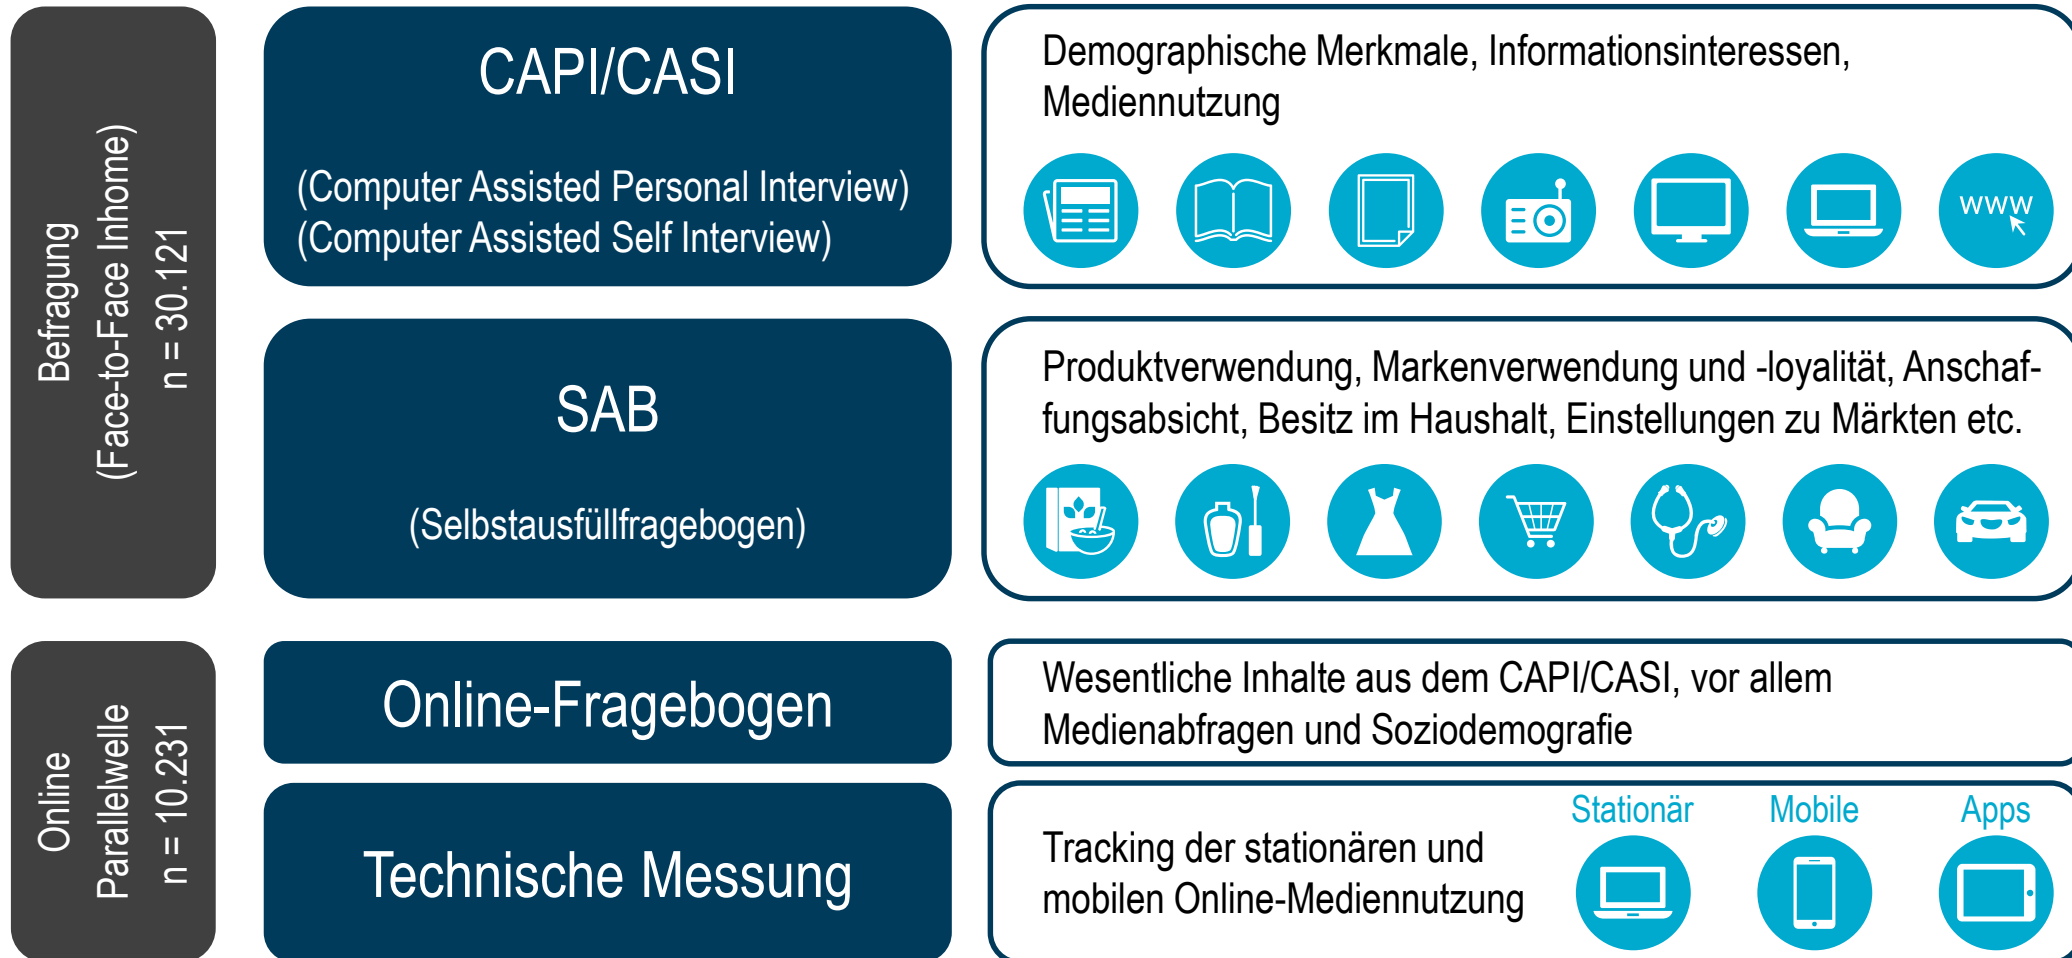 Befragung
(Face-to-Face Inhome)
n = 30.121
CAPI/CASI
(Computer Assisted Personal Interview)
(Computer Assisted Self Interview)
Demographische Merkmale, Informationsinteressen,
Mediennutzung
www
SAB
(Selbstausfüllfragebogen)
Produktverwendung, Markenverwendung und -loyalität, Anschaf-
fungsabsicht, Besitz im Haushalt, Einstellungen zu Märkten etc.
Online
Parallelwelle
n = 10.231
Online-Fragebogen
Wesentliche Inhalte aus dem CAPI/CASI, vor allem
Medienabfragen und Soziodemografie
Technische Messung
Tracking der stationären und
mobilen Online-Mediennutzung
Stationär
Mobile
Apps